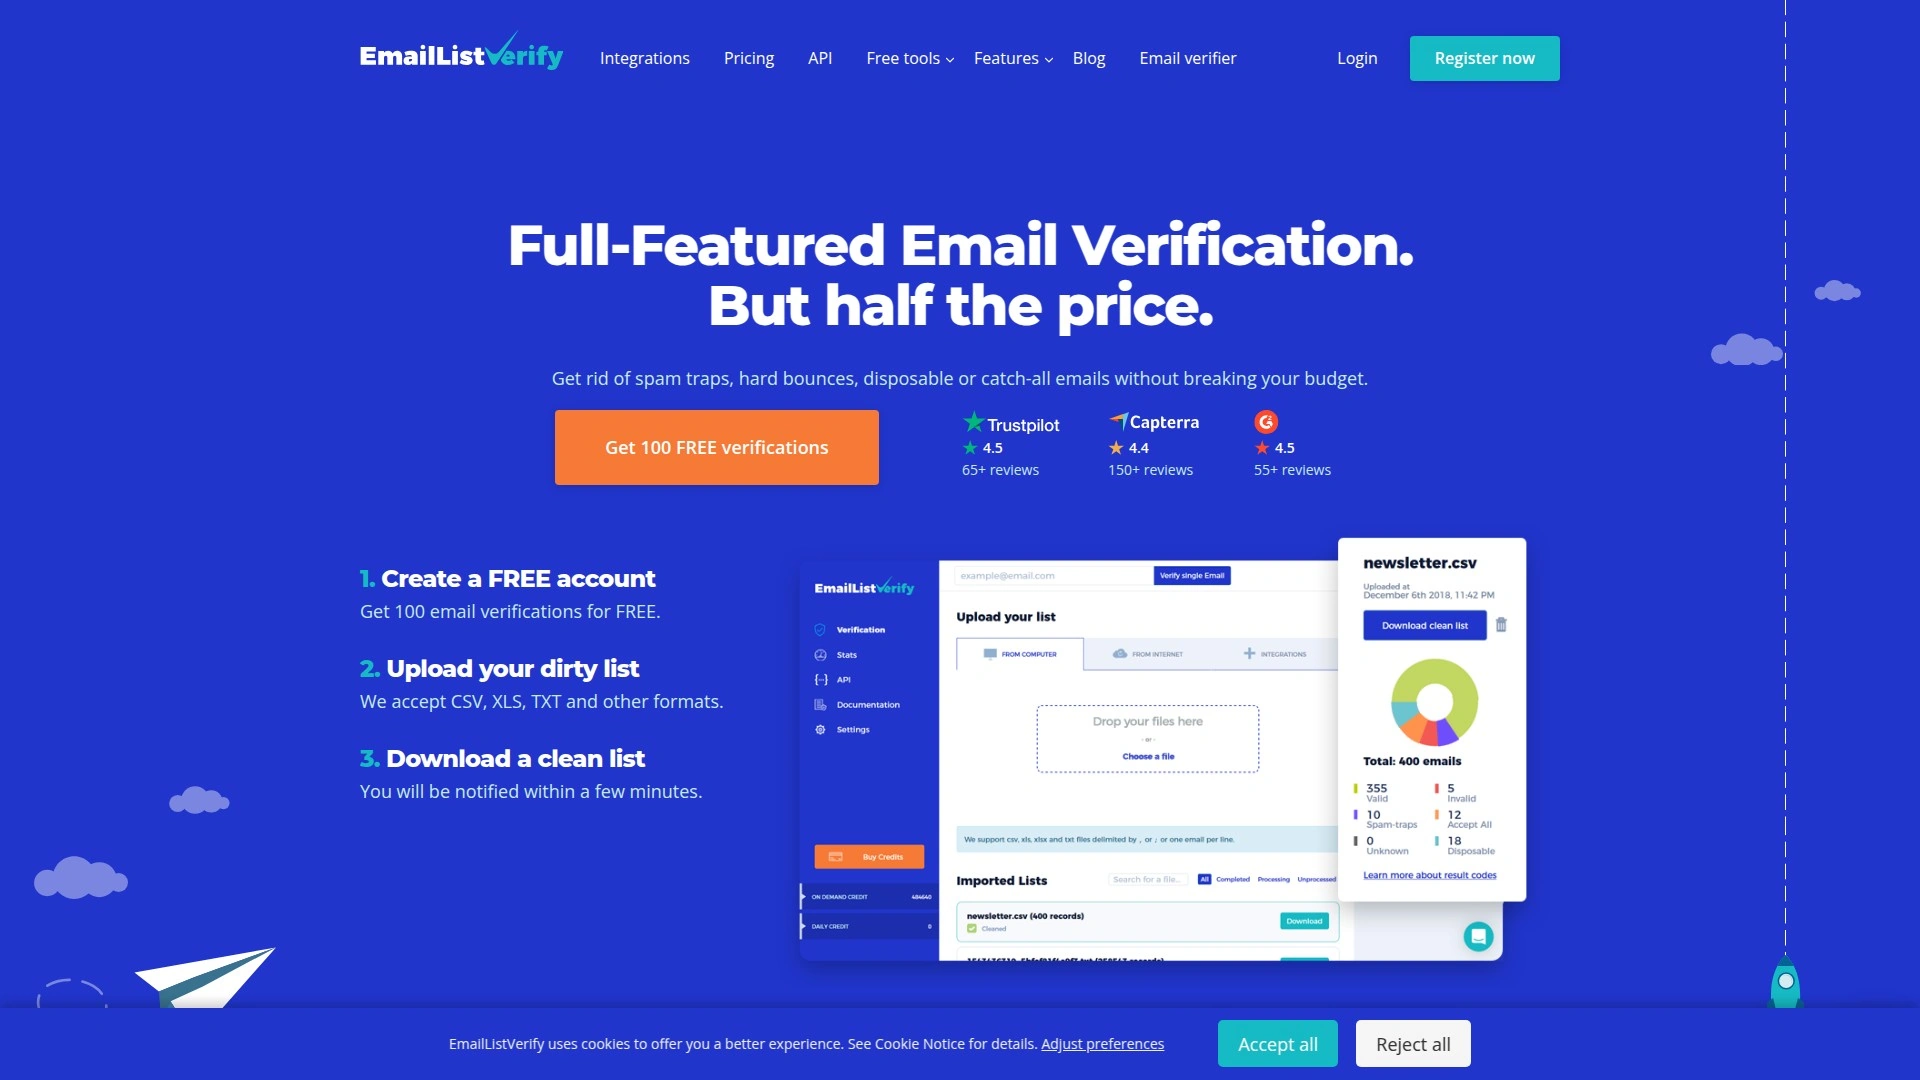 EmailListVerify
Integrations
Pricing
API
Free tools
Features
Blog
Email verifier
Login
Register now
Full-Featured Email Verification.
But half the price.
Get rid of spam traps, hard bounces, disposable or catch-all emails without breaking your budget.
Get 100 FREE verifications
Trustpilot
4.5
65+ reviews
Capterra
4.4
150+ reviews
4.5
55+ reviews
1. Create a FREE account
Get 100 email verifications for FREE.
2. Upload your dirty list
We accept CSV, XLS, TXT and other formats.
3. Download a clean list
You will be notified within a few minutes.
EmailListVerify
Verification
Stats
API
Documentation
Settings
Buy Credits
ON DEMAND CREDIT 484640
DAILY CREDIT 0
example@email.com
Verify single Email
Upload your list
FROM COMPUTER
FROM INTERNET
INTEGRATIONS
Drop your files here
- or -
Choose a file
We support csv, xls, xlsx and txt files delimited by , or ; or one email per line.
Imported Lists
Search for a file...
All
Completed
Processing
Unprocessed
newsletter.csv (400 records)
Cleaned
Download
newsletter.csv
Uploaded at
December 6th 2018, 11:42 PM
Download clean list
Total: 400 emails
355
Valid
5
Invalid
10
Spam-traps
12
Accept All
0
Unknown
18
Disposable
Learn more about result codes
EmailListVerify uses cookies to offer you a better experience. See Cookie Notice for details. Adjust preferences
Accept all
Reject all